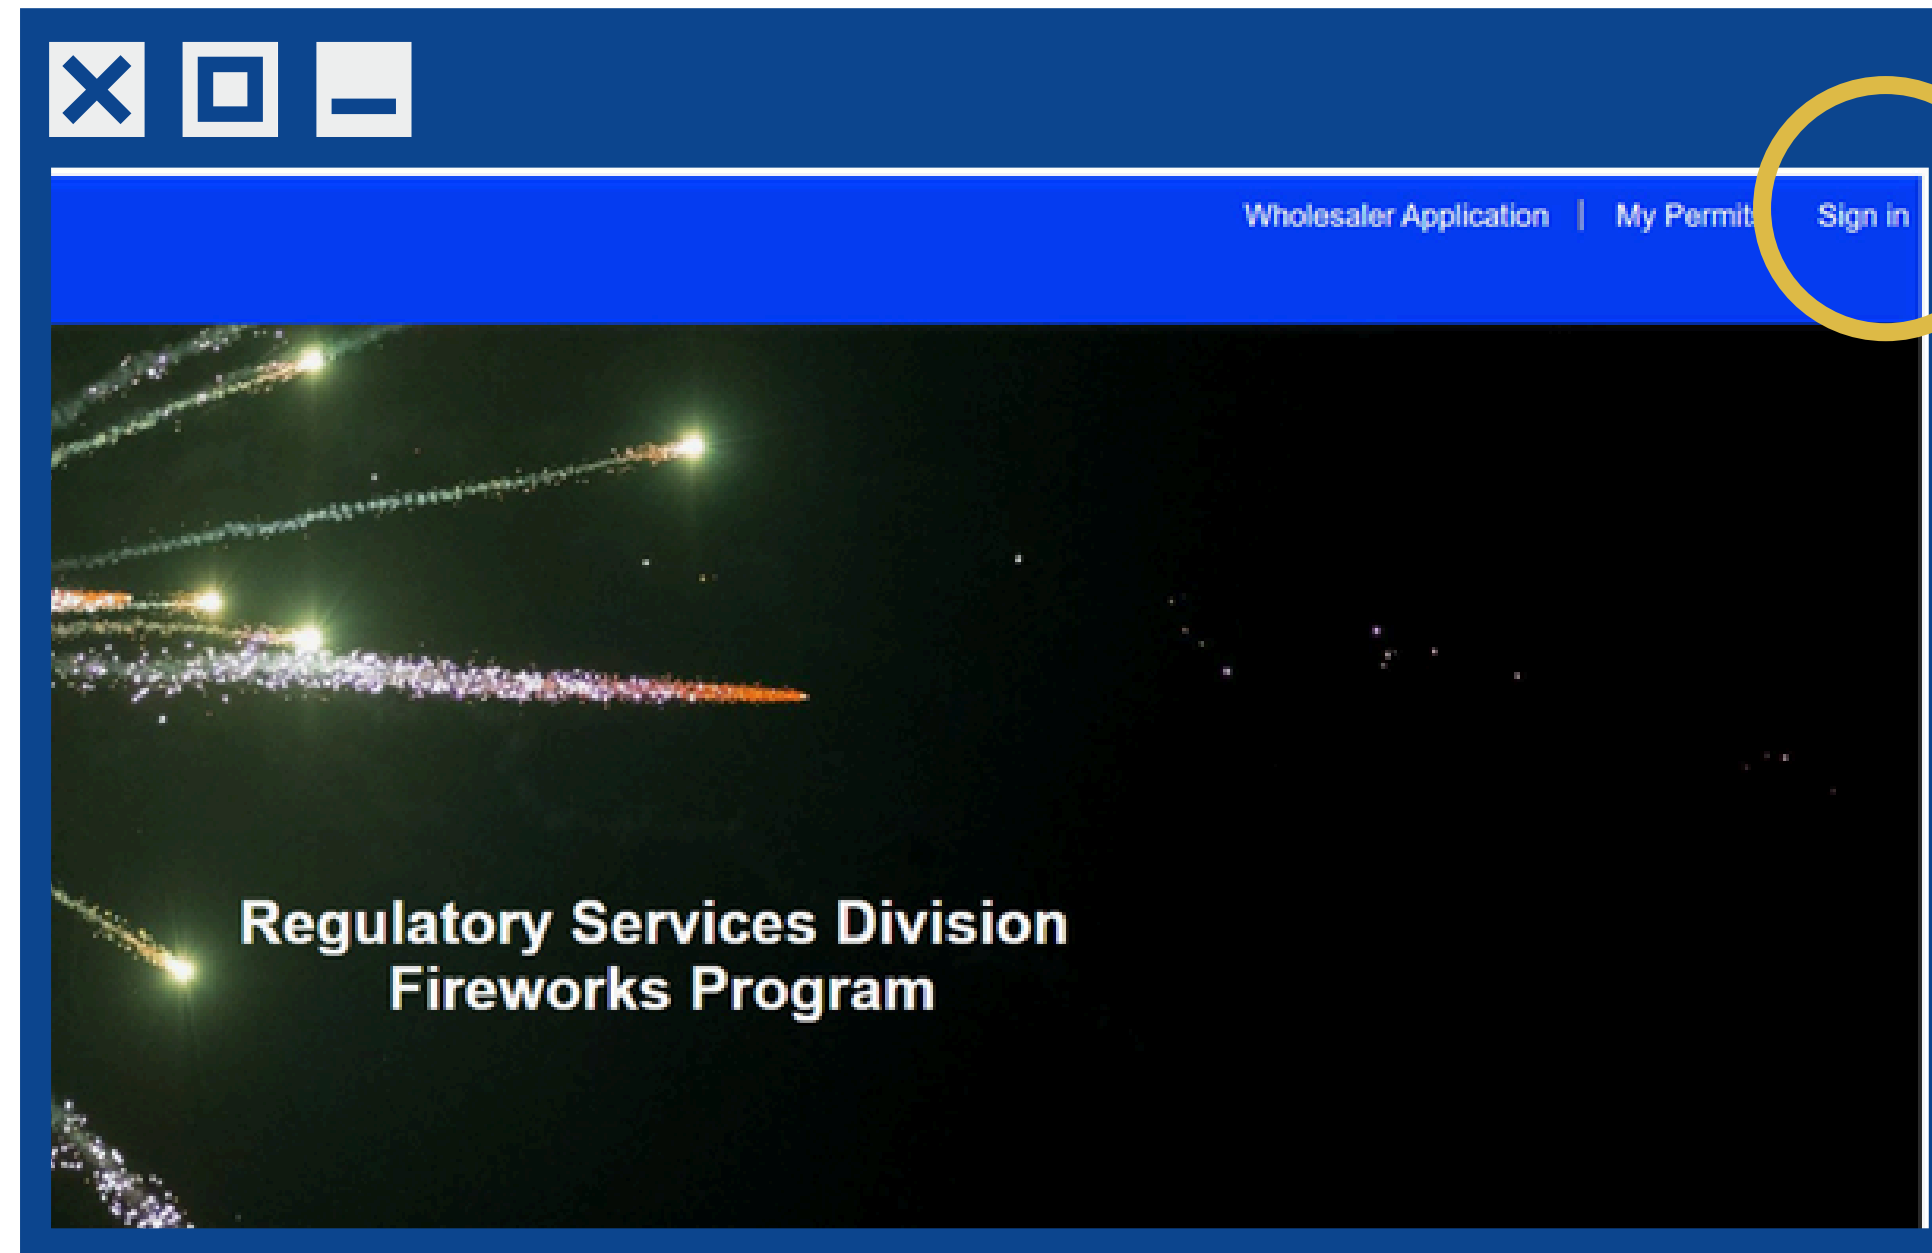 Wholesaler Application | My Permits Sign in
Regulatory Services Division
Fireworks Program